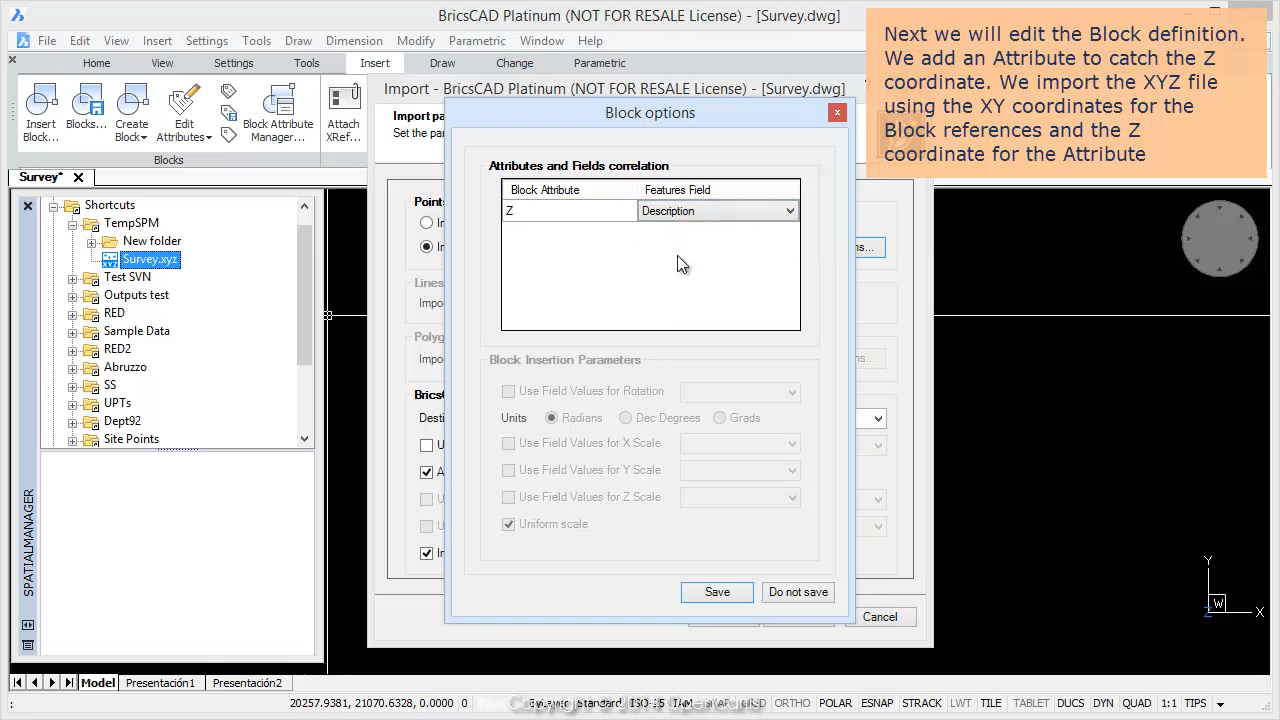 BricsCAD Platinum (NOT FOR RESALE License) - [Survey.dwg]
File Edit View Insert Settings Tools Draw Dimension Modify Parametric Window Help
Home View Settings Tools Insert Draw Change Parametric
Insert Block...
Blocks...
Create Block
Edit Attributes
Block Attribute Manager...
Attach XRef...
Blocks
Survey*
Next we will edit the Block definition.
We add an Attribute to catch the Z
coordinate. We import the XYZ file
using the XY coordinates for the
Block references and the Z
coordinate for the Attribute
Shortcuts
TempSPM
New folder
Survey.xyz
Test SVN
Outputs test
RED
Sample Data
RED2
Abruzzo
SS
UPTs
Dept92
Site Points
SPATIALMANAGER
Import - BricsCAD Platinum (NOT FOR RESALE License) - [Survey.dwg]
Block options
Attributes and Fields correlation
Block Attribute Features Field
Z Description
Block Insertion Parameters
Use Field Values for Rotation
Units Radians Dec Degrees Grads
Use Field Values for X Scale
Use Field Values for Y Scale
Use Field Values for Z Scale
Uniform scale
Save Do not save
Cancel
Y
W
X
Z
Model Presentación1 Presentación2
: 20257.9381, 21070.6328, 0.0000 0 Standard ORTHO POLAR ESNAP STRACK LWT TILE TABLET DUCS DYN QUAD 1:1 TIPS